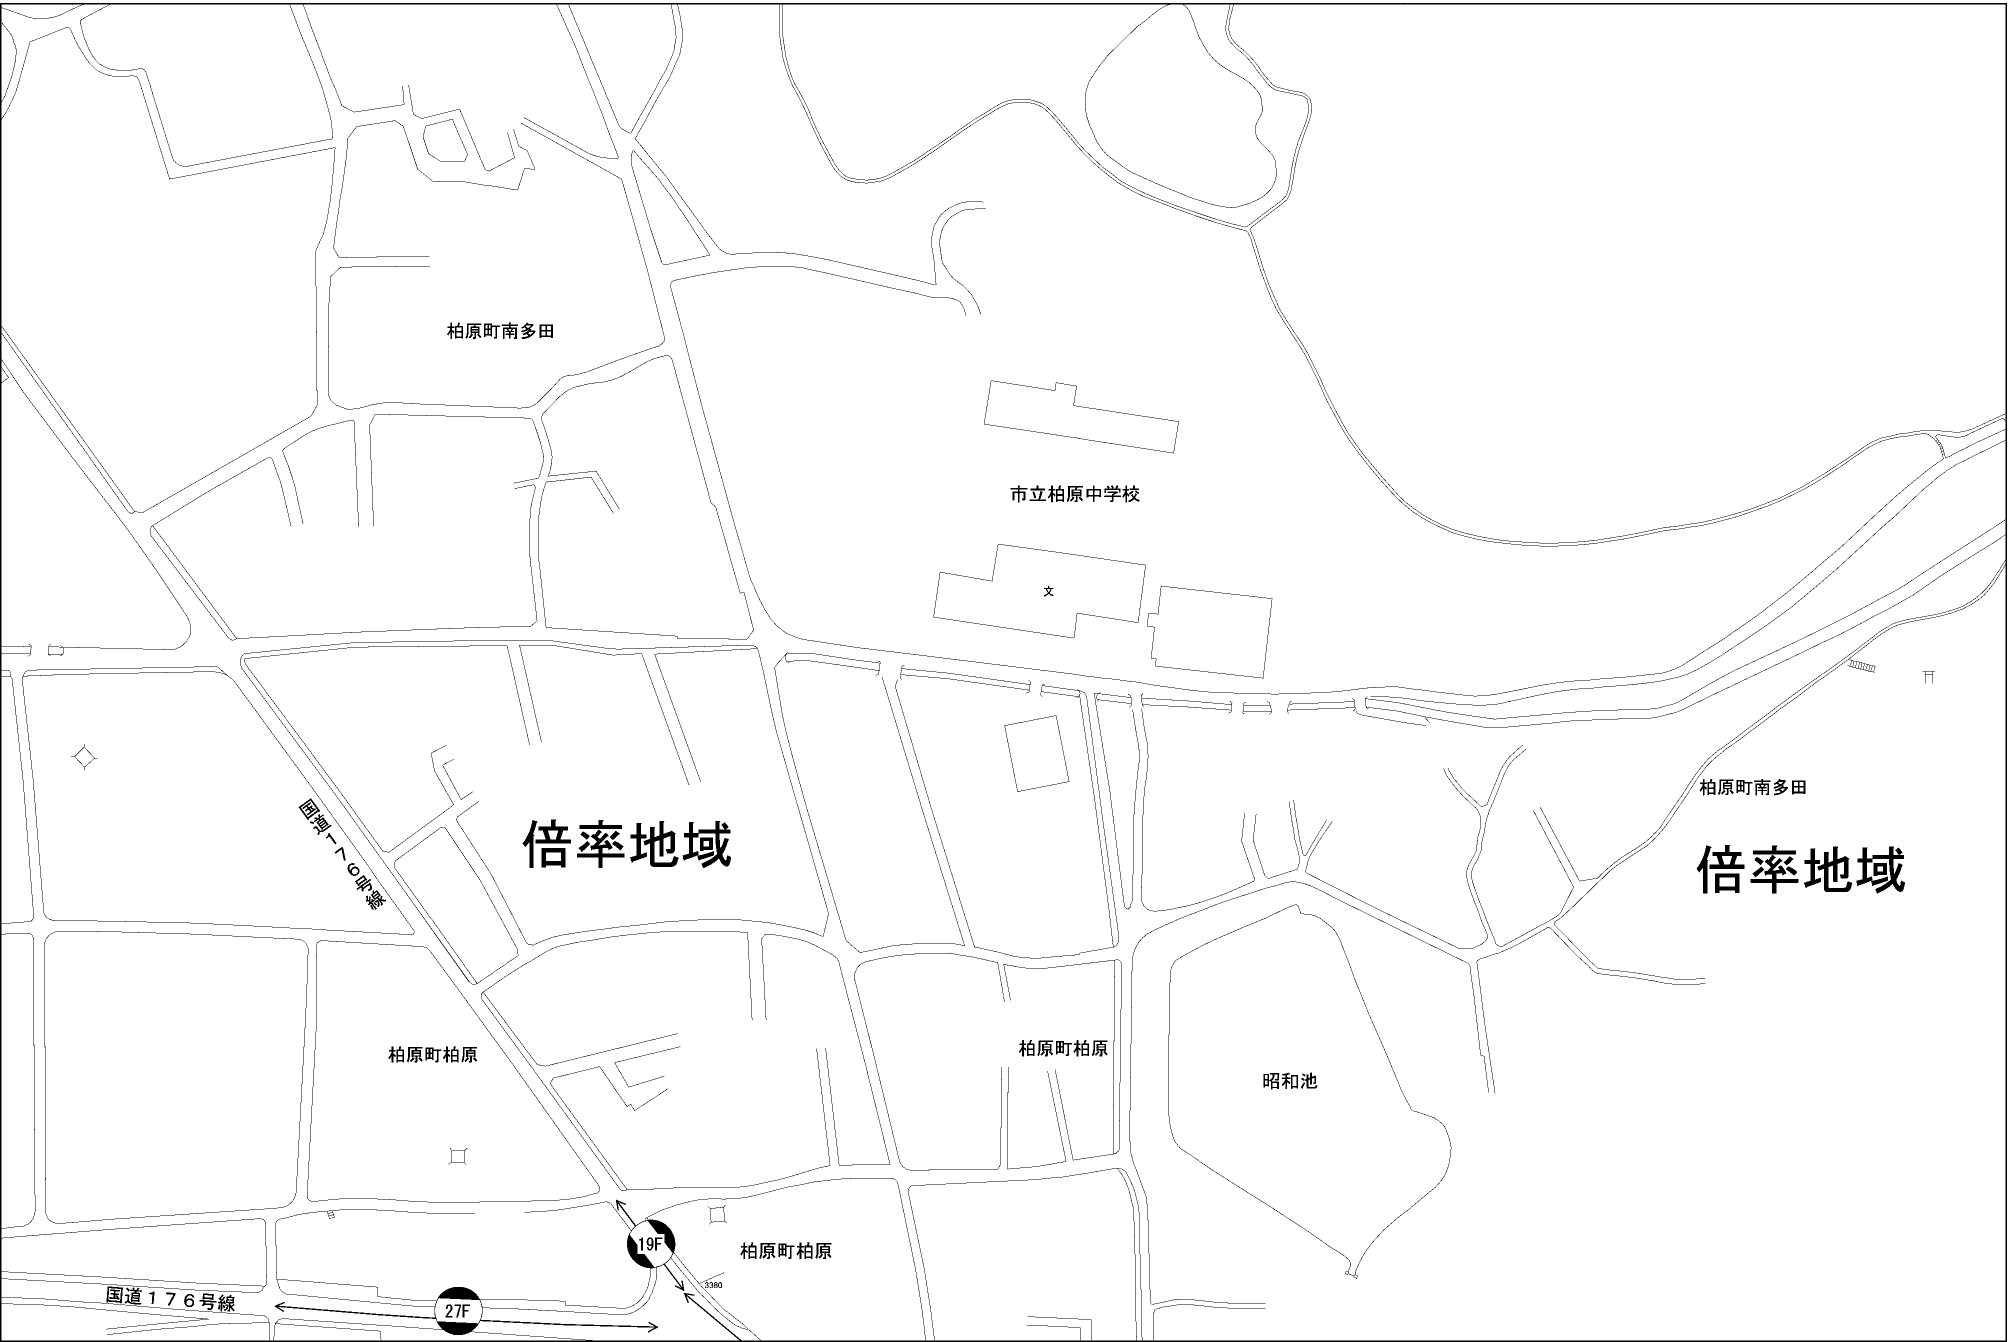 柏原町南多田
市立柏原中学校
文
柏原町南多田
国道176号線
倍率地域
倍率地域
柏原町柏原
柏原町柏原
昭和池
19F
柏原町柏原
3380
国道176号線
27F